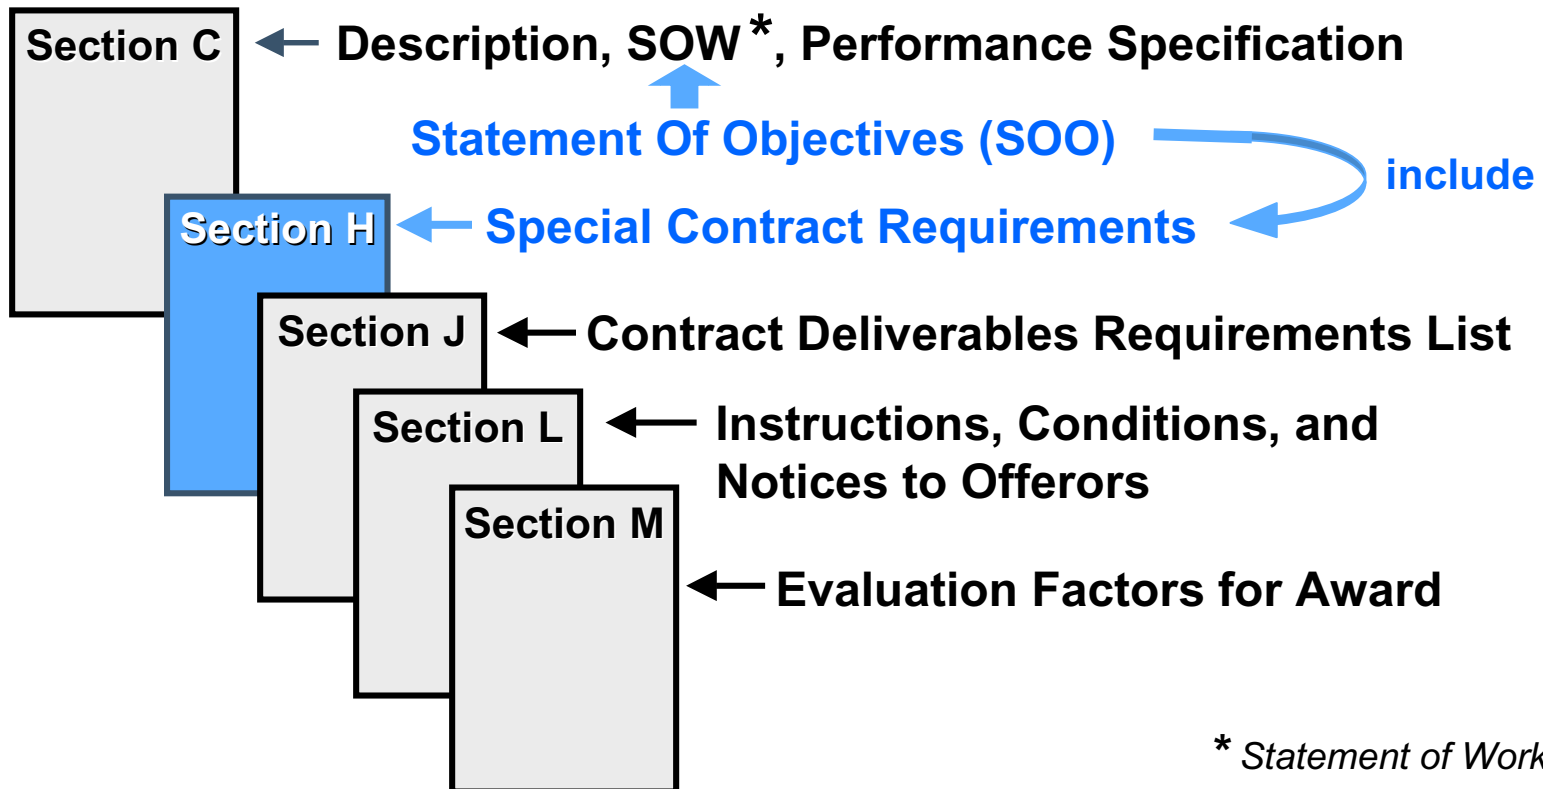 Section C
Description, SOW*, Performance Specification
Statement Of Objectives (SOO)
include
Section H
Special Contract Requirements
Section J
Contract Deliverables Requirements List
Section L
Instructions, Conditions, and
Notices to Offerors
Section M
Evaluation Factors for Award
* Statement of Work